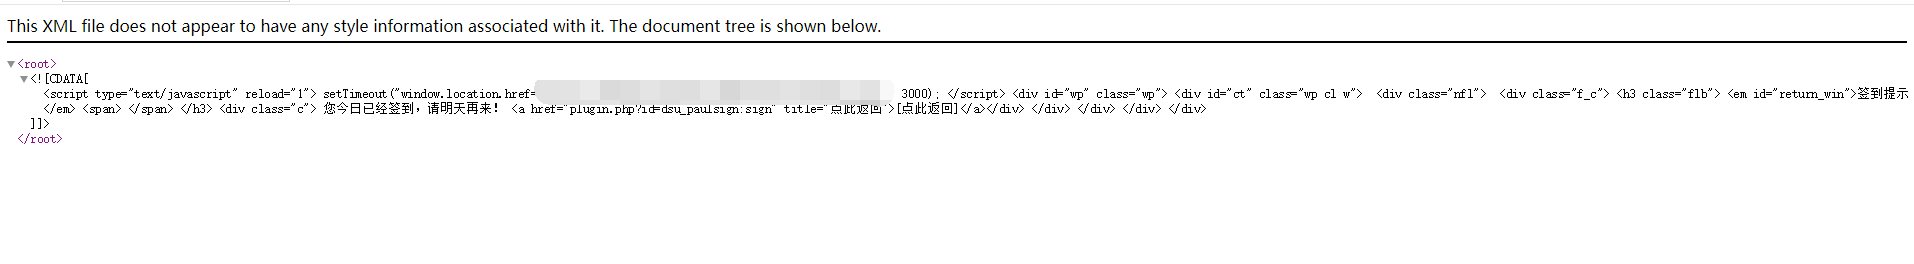 This XML file does not appear to have any style information associated with it. The document tree is shown below.
▼<root>
▼<![CDATA[
<script type="text/javascript" reload="1"> setTimeout("window.location.href= 3000); </script> <div id="wp" class="wp"> <div id="ct" class="wp cl w"> <div class="nfl"> <div class="f_c"> <h3 class="flb"> <em id="return_win">签到提示
</em> <span> </span> </h3> <div class="c"> 您今日已经签到，请明天再来！ <a href="plugin.php?id=dsu_paulsign:sign" title="点此返回">[点此返回]</a></div> </div> </div> </div> </div>
]]>
</root>